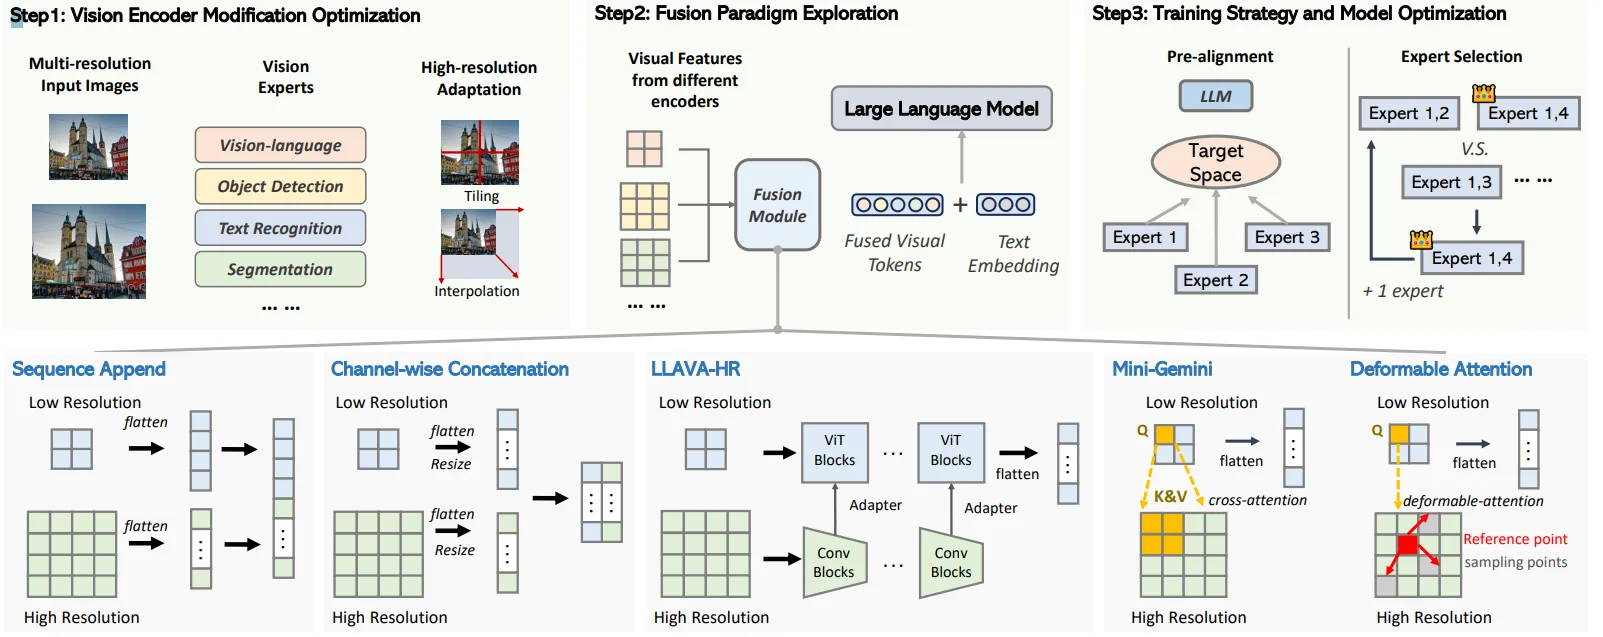 Step1: Vision Encoder Modification Optimization
Multi-resolution
Input Images
Vision
Experts
High-resolution
Adaptation
Vision-language
Object Detection
Text Recognition
Segmentation
... ...
Tiling
Interpolation
Step2: Fusion Paradigm Exploration
Visual Features
from different
encoders
... ...
Fusion
Module
Large Language Model
+
Fused Visual
Tokens
Text
Embedding
Step3: Training Strategy and Model Optimization
Pre-alignment
LLM
Target
Space
Expert 1
Expert 2
Expert 3
Expert Selection
Expert 1,2
Expert 1,4
V.S.
Expert 1,3
... ...
Expert 1,4
+ 1 expert
Sequence Append
Low Resolution
flatten
flatten
High Resolution
Channel-wise Concatenation
Low Resolution
flatten
Resize
flatten
Resize
High Resolution
LLAVA-HR
Low Resolution
ViT
Blocks
...
ViT
Blocks
flatten
Adapter
Adapter
Conv
Blocks
...
Conv
Blocks
High Resolution
Mini-Gemini
Low Resolution
Q
flatten
K&V
cross-attention
High Resolution
Deformable Attention
Low Resolution
Q
flatten
deformable-attention
Reference point
sampling points
High Resolution